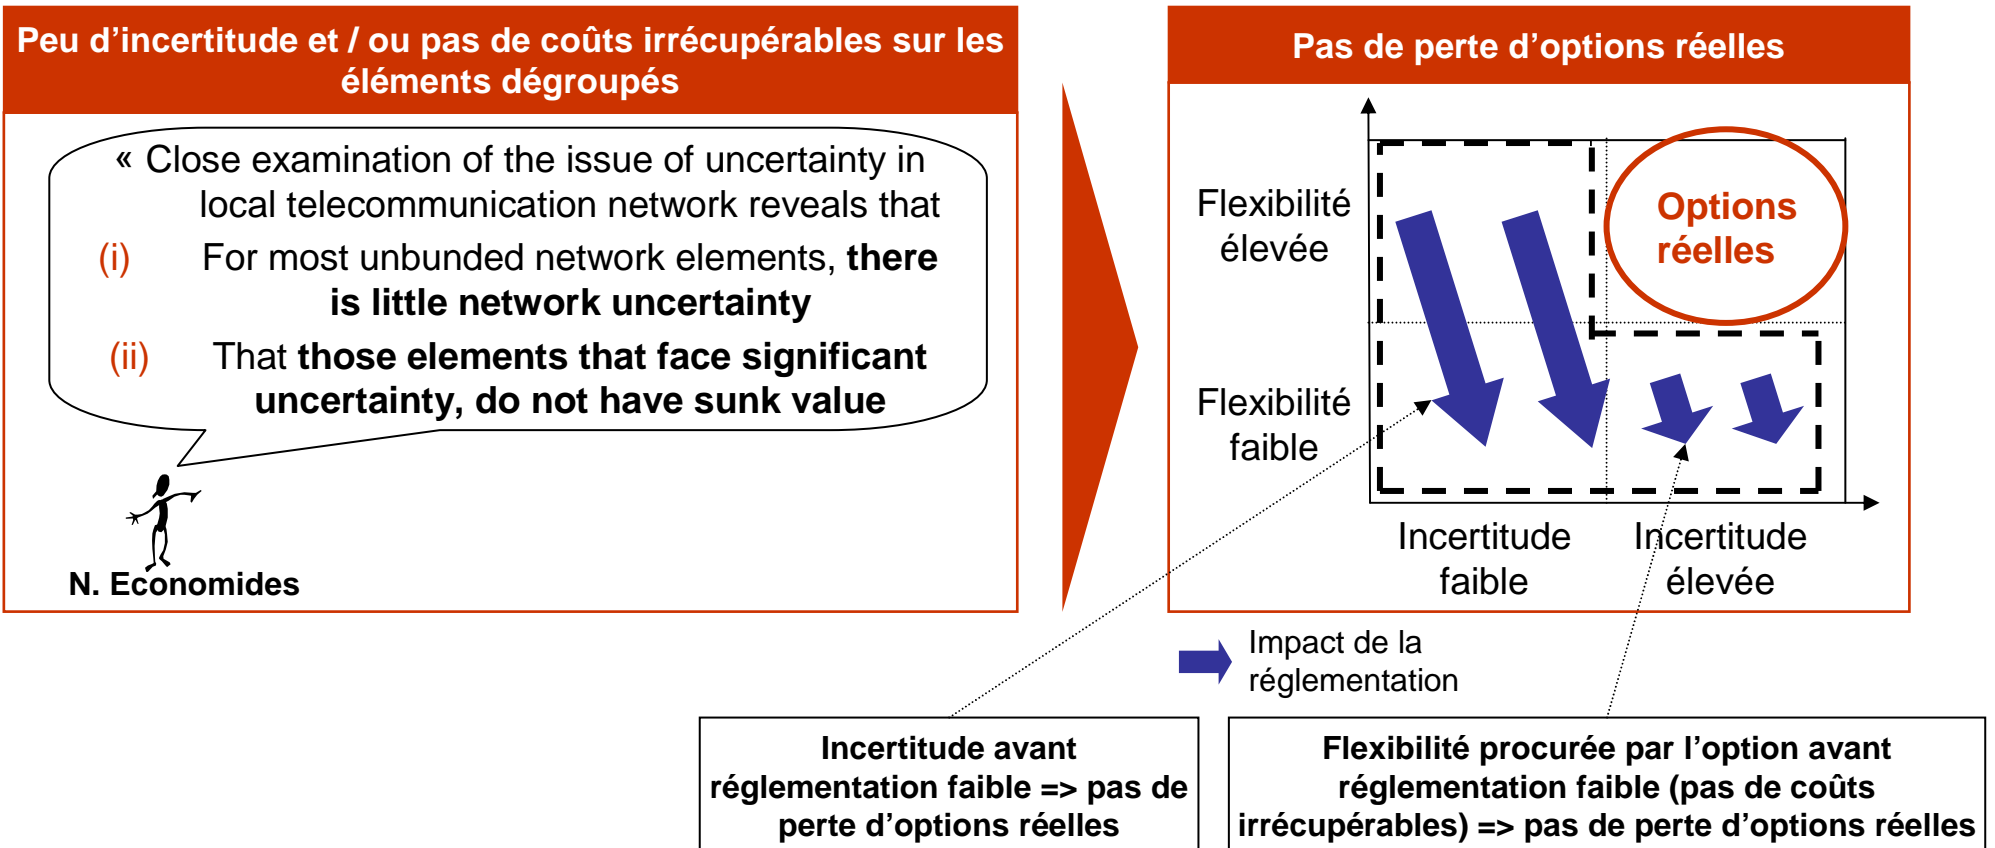 Peu d’incertitude et / ou pas de coûts irrécupérables sur les
éléments dégroupés
« Close examination of the issue of uncertainty in
local telecommunication network reveals that
(i) For most unbunded network elements, there
is little network uncertainty
(ii) That those elements that face significant
uncertainty, do not have sunk value
N. Economides
Pas de perte d’options réelles
Flexibilité
élevée
Options
réelles
Flexibilité
faible
Incertitude
faible
Incertitude
élevée
Impact de la
réglementation
Incertitude avant
réglementation faible => pas de
perte d’options réelles
Flexibilité procurée par l’option avant
réglementation faible (pas de coûts
irrécupérables) => pas de perte d’options réelles